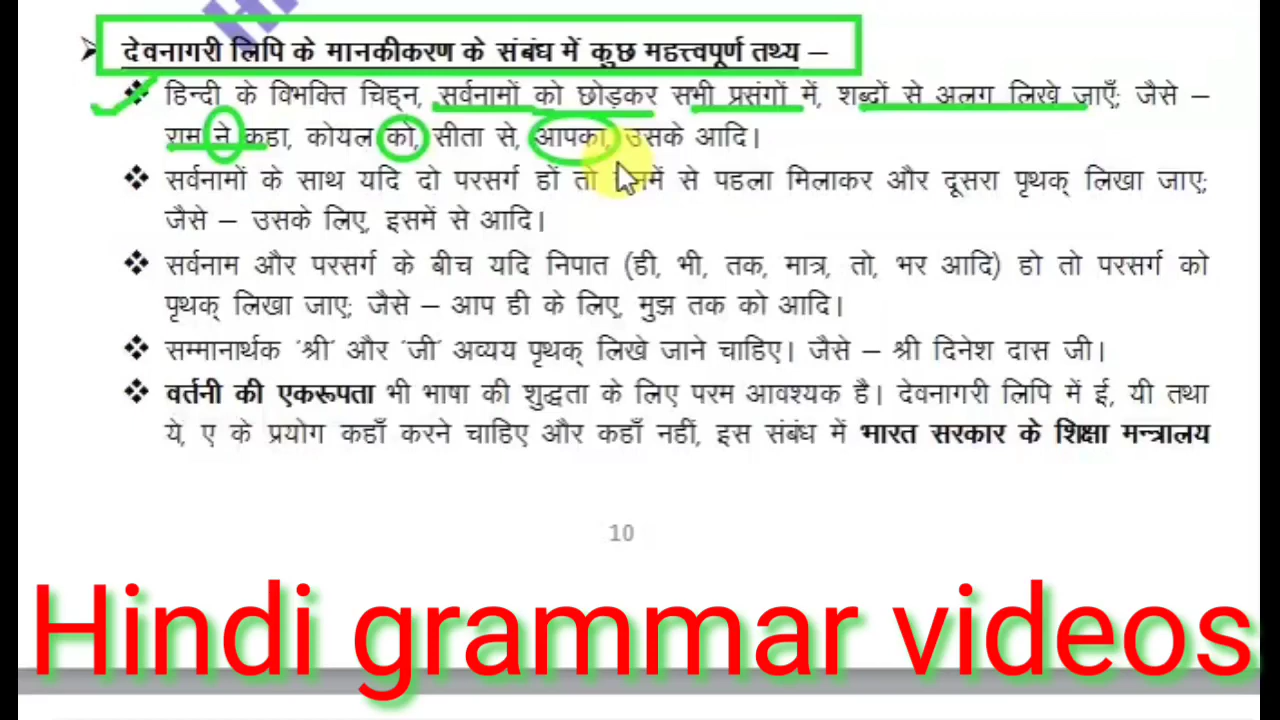 ➤ देवनागरी लिपि के मानकीकरण के संबंध में कुछ महत्त्वपूर्ण तथ्य –
❖ हिन्दी के विभक्ति चिह्न, सर्वनामों को छोड़कर सभी प्रसंगों में, शब्दों से अलग लिखे जाएँ; जैसे –
राम ने कहा, कोयल को, सीता से, आपका, उसके आदि।
❖ सर्वनामों के साथ यदि दो परसर्ग हों तो में से पहला मिलाकर और दूसरा पृथक् लिखा जाए;
जैसे – उसके लिए, इसमें से आदि।
❖ सर्वनाम और परसर्ग के बीच यदि निपात (ही, भी, तक, मात्र, तो, भर आदि) हो तो परसर्ग को
पृथक् लिखा जाए; जैसे – आप ही के लिए, मुझ तक को आदि।
❖ सम्मानार्थक 'श्री' और 'जी' अव्यय पृथक् लिखे जाने चाहिए। जैसे – श्री दिनेश दास जी।
❖ वर्तनी की एकरूपता भी भाषा की शुद्धता के लिए परम आवश्यक है। देवनागरी लिपि में ई, यी तथा
ये, ए के प्रयोग कहाँ करने चाहिए और कहाँ नहीं, इस संबंध में भारत सरकार के शिक्षा मन्त्रालय
10
Hindi grammar videos